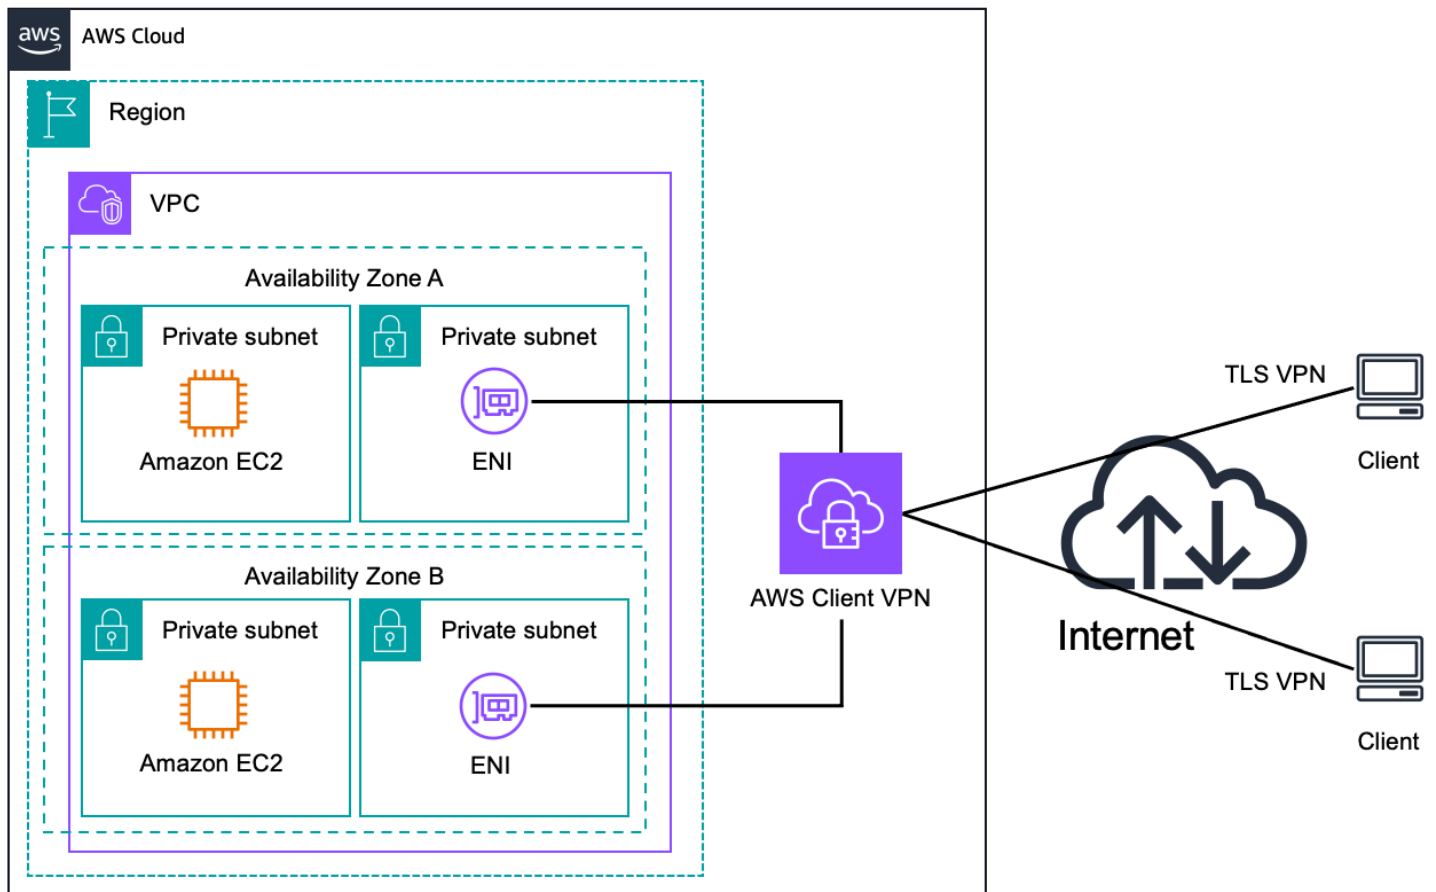 aws
AWS Cloud
Region
VPC
Availability Zone A
Private subnet
Private subnet
Amazon EC2
ENI
Availability Zone B
Private subnet
Private subnet
Amazon EC2
ENI
AWS Client VPN
Internet
TLS VPN
Client
TLS VPN
Client